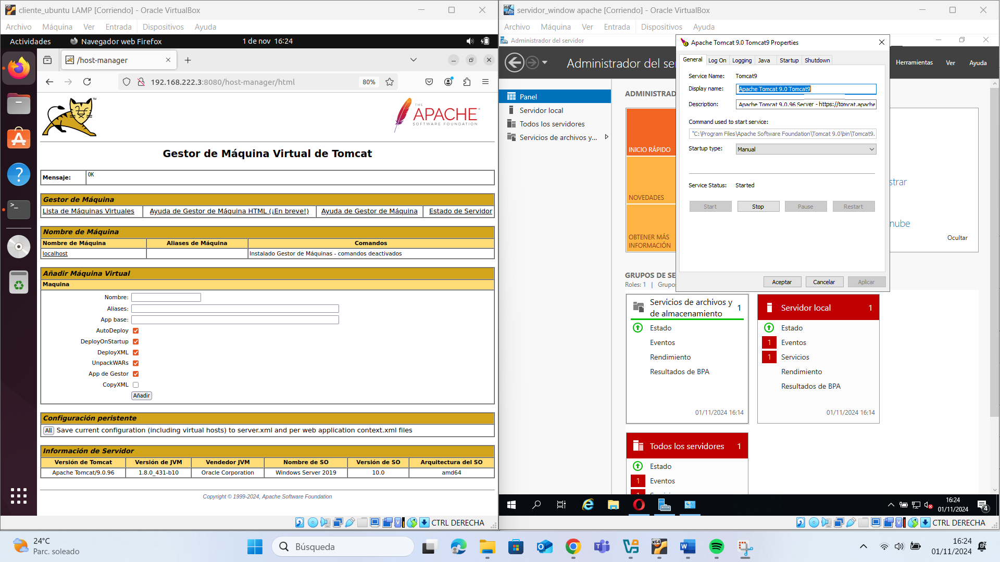 cliente_ubuntu LAMP [Corriendo] - Oracle VirtualBox
Archivo Máquina Ver Entrada Dispositivos Ayuda
Actividades Navegador web Firefox 1 de nov 16:24
/host-manager
192.168.222.3:8080/host-manager/html 80%
TM
THE
APACHE®
SOFTWARE FOUNDATION
Gestor de Máquina Virtual de Tomcat
Mensaje: OK
Gestor de Máquina
Lista de Máquinas Virtuales Ayuda de Gestor de Máquina HTML (¡En breve!) Ayuda de Gestor de Máquina Estado de Servidor
Nombre de Máquina
Nombre de Máquina Aliases de Máquina Comandos
localhost Instalado Gestor de Máquinas - comandos deactivados
Añadir Máquina Virtual
Maquina
Nombre:
Aliases:
App base:
AutoDeploy
DeployOnStartup
DeployXML
UnpackWARs
App de Gestor
CopyXML
Añadir
Configuración peristente
All Save current configuration (including virtual hosts) to server.xml and per web application context.xml files
Información de Servidor
Versión de Tomcat Versión de JVM Vendedor JVM Nombre de SO Versión de SO Arquitectura del SO
Apache Tomcat/9.0.96 1.8.0_431-b10 Oracle Corporation Windows Server 2019 10.0 amd64
Copyright © 1999-2024, Apache Software Foundation
CTRL DERECHA
servidor_window apache [Corriendo] - Oracle VirtualBox
Archivo Máquina Ver Entrada Dispositivos Ayuda
Administrador del servidor
Administrador del se
Herramientas Ver Ayuda
Panel
Servidor local
Todos los servidores
Servicios de archivos y...
ADMINISTRAD
INICIO RÁPIDO
NOVEDADES
OBTENER MÁS
INFORMACIÓN
strar
nube
Ocultar
Apache Tomcat 9.0 Tomcat9 Properties
General Log On Logging Java Startup Shutdown
Service Name: Tomcat9
Display name: Apache Tomcat 9.0 Tomcat9
Description: Apache Tomcat 9.0.96 Server - https://tomcat.apache
Command used to start service:
"C:\Program Files\Apache Software Foundation\Tomcat 9.0\bin\Tomcat9.
Startup type: Manual
Service Status: Started
Start Stop Pause Restart
Aceptar Cancelar Aplicar
GRUPOS DE SE
Roles: 1 | Grupo
Servicios de archivos y
de almacenamiento 1
Estado
Eventos
Rendimiento
Resultados de BPA
01/11/2024 16:14
Servidor local 1
Estado
1 Eventos
1 Servicios
Rendimiento
Resultados de BPA
01/11/2024 16:14
Todos los servidores 1
Estado
1 Eventos
16:24
01/11/2024
4
CTRL DERECHA
24°C
Parc. soleado
Búsqueda
16:24
01/11/2024